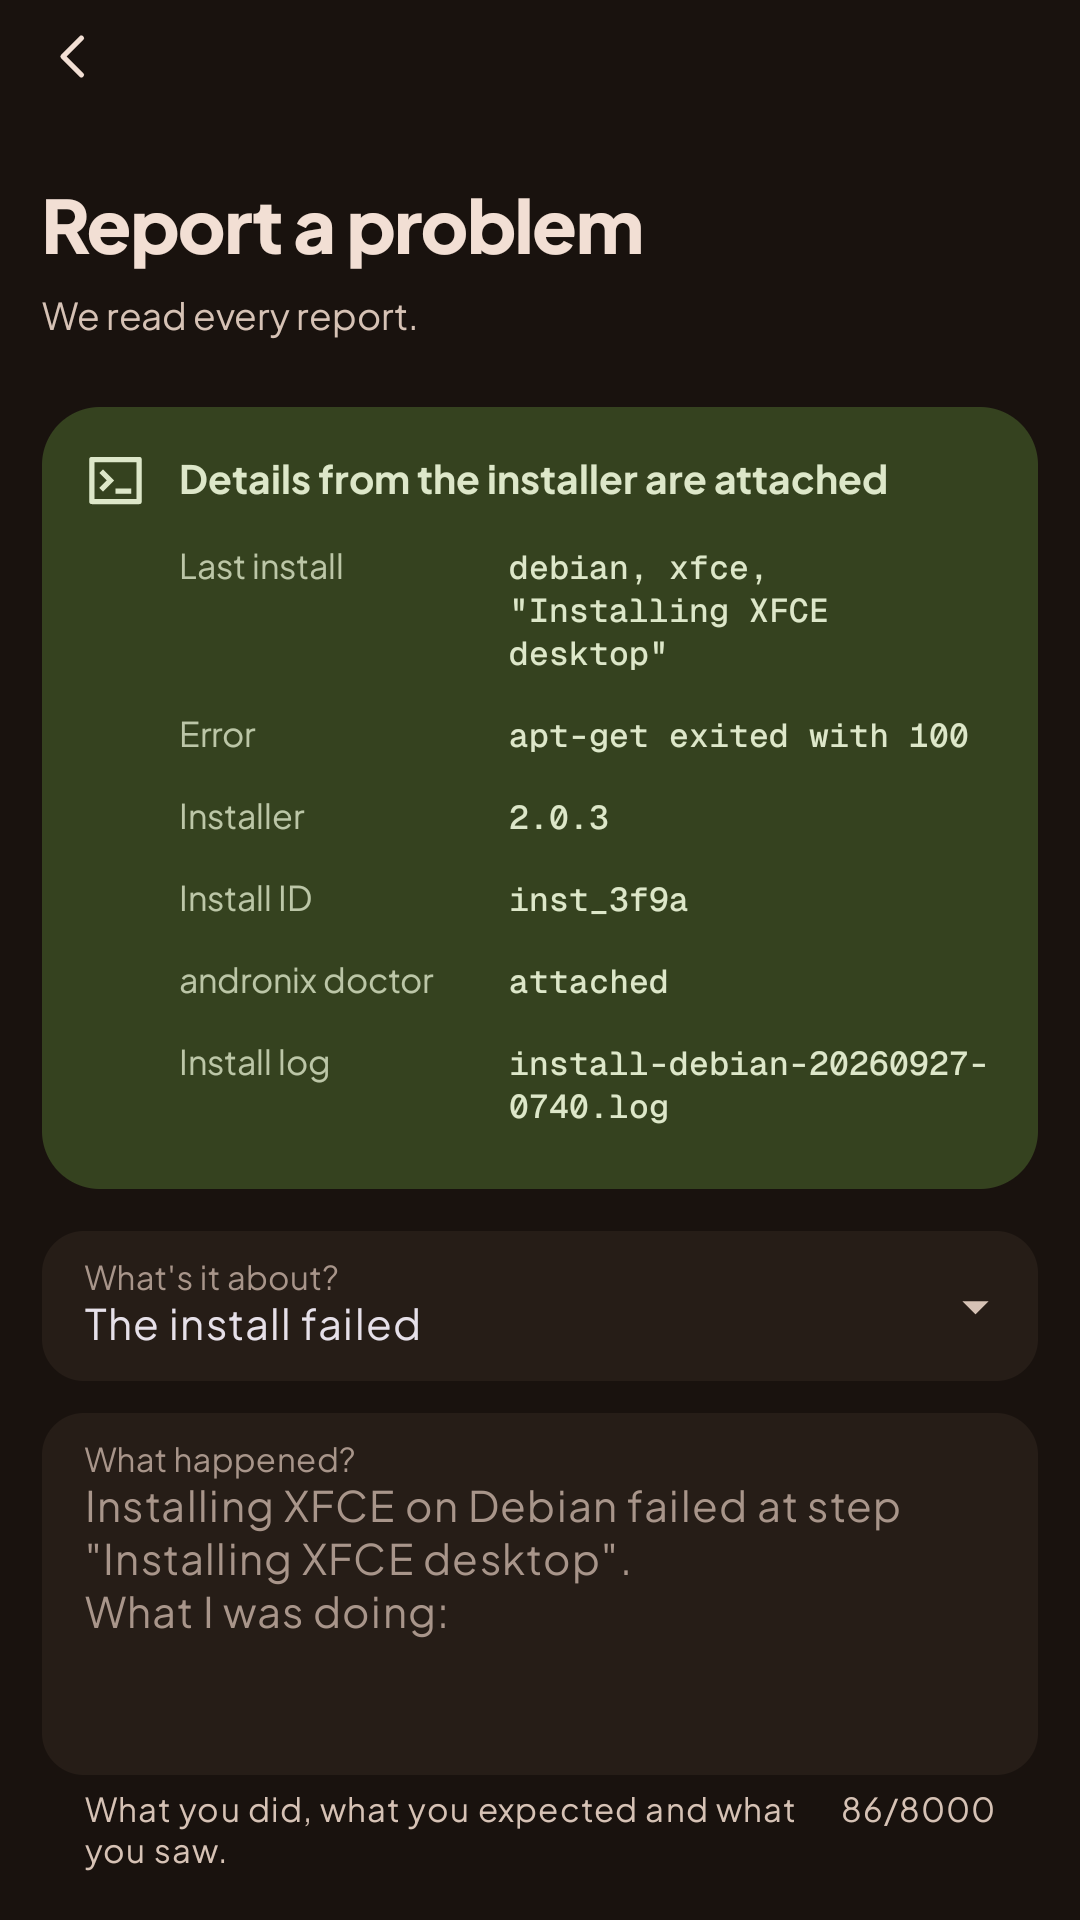 Report a problem
We read every report.
Details from the installer are attached
Last install
debian, xfce,
"Installing XFCE
desktop"
Error
apt-get exited with 100
Installer
2.0.3
Install ID
inst_3f9a
andronix doctor
attached
Install log
install-debian-20260927-
0740.log
What's it about?
The install failed
What happened?
Installing XFCE on Debian failed at step
"Installing XFCE desktop".
What I was doing:
What you did, what you expected and what
you saw.
86/8000